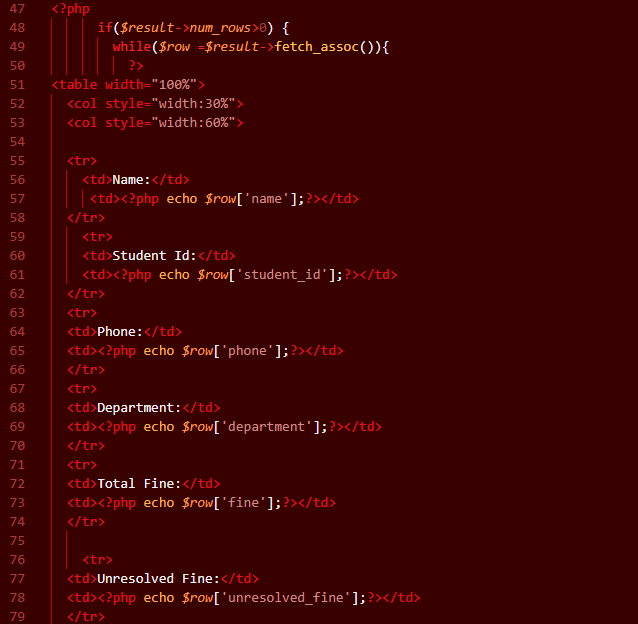 47 <?php
48 if($result->num_rows>0) {
49 while($row =$result->fetch_assoc()){
50 ?>
51 <table width="100%">
52 <col style="width:30%">
53 <col style="width:60%">
54
55 <tr>
56 <td>Name:</td>
57 <td><?php echo $row['name'];?></td>
58 </tr>
59 <tr>
60 <td>Student Id:</td>
61 <td><?php echo $row['student_id'];?></td>
62 </tr>
63 <tr>
64 <td>Phone:</td>
65 <td><?php echo $row['phone'];?></td>
66 </tr>
67 <tr>
68 <td>Department:</td>
69 <td><?php echo $row['department'];?></td>
70 </tr>
71 <tr>
72 <td>Total Fine:</td>
73 <td><?php echo $row['fine'];?></td>
74 </tr>
75
76 <tr>
77 <td>Unresolved Fine:</td>
78 <td><?php echo $row['unresolved_fine'];?></td>
79 </tr>